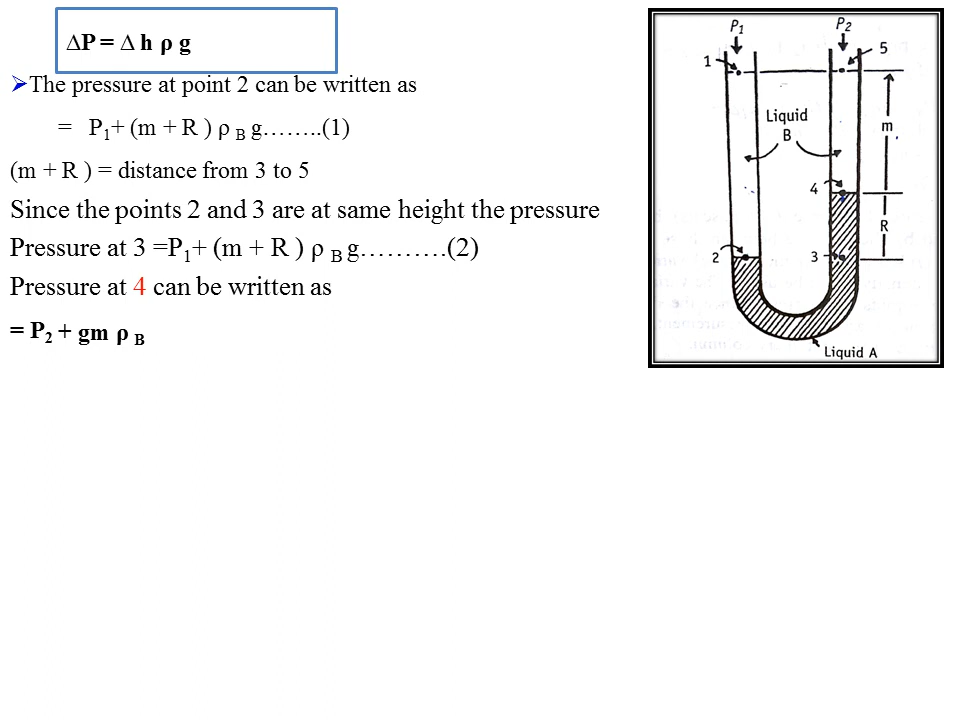 ∆P = ∆ h ρ g
➢The pressure at point 2 can be written as
= P₁+ (m + R ) ρ B g……..(1)
(m + R ) = distance from 3 to 5
Since the points 2 and 3 are at same height the pressure
Pressure at 3 =P₁+ (m + R ) ρ B g……….(2)
Pressure at 4 can be written as
= P₂ + gm ρ B
P1
P2
1
5
Liquid
B
m
4
R
2
3
Liquid A